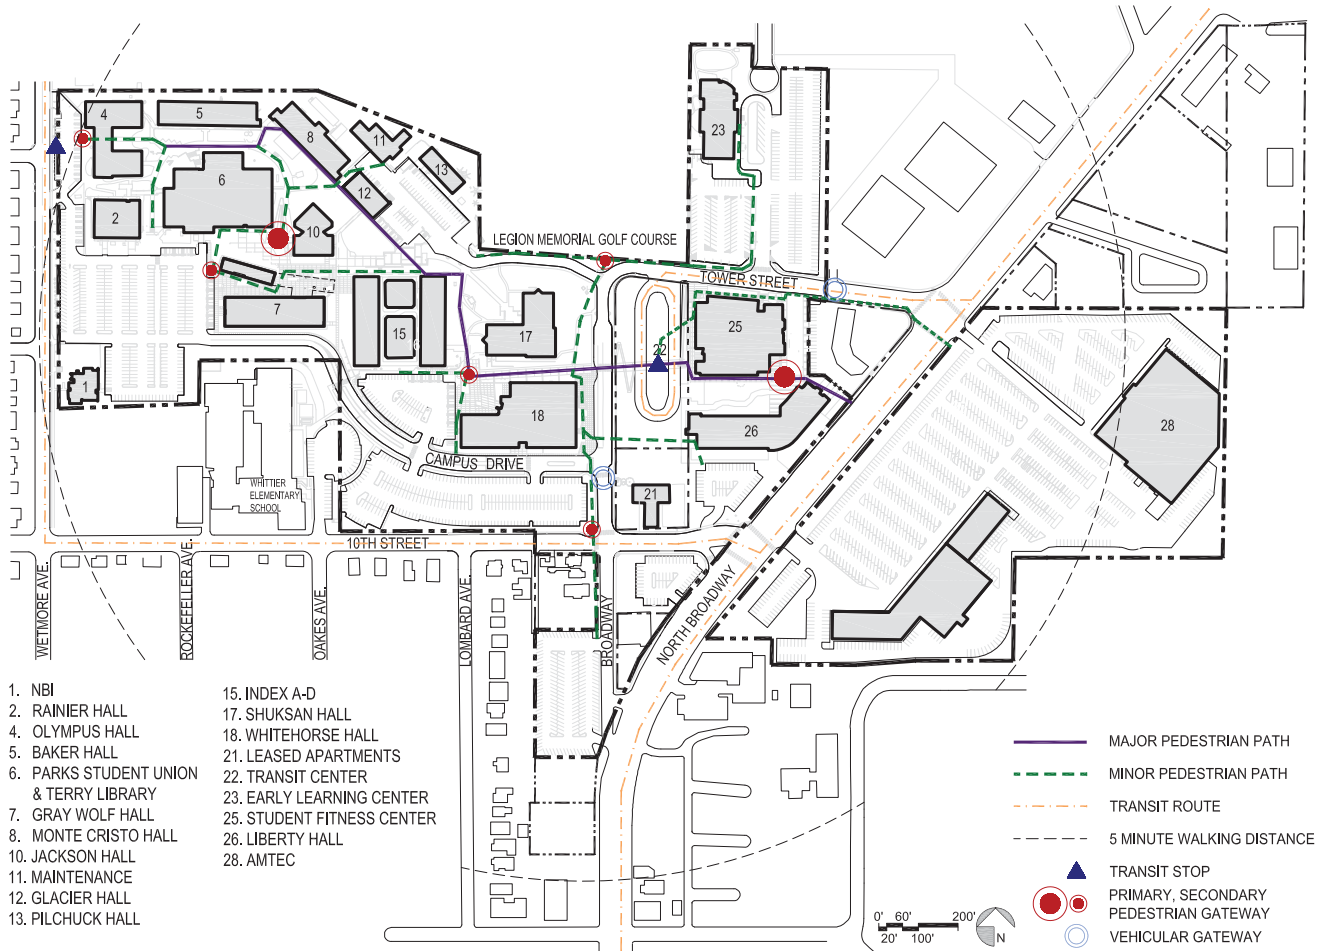 4
5
8
11
13
6
12
2
10
23
LEGION MEMORIAL GOLF COURSE
TOWER STREET
7
15
17
25
22
1
18
26
28
CAMPUS DRIVE
WHITTIER
ELEMENTARY
SCHOOL
21
10TH STREET
WETMORE AVE.
ROCKEFELLER AVE.
OAKES AVE.
LOMBARD AVE.
BROADWAY
NORTH BROADWAY
1. NBI
2. RAINIER HALL
4. OLYMPUS HALL
5. BAKER HALL
6. PARKS STUDENT UNION
& TERRY LIBRARY
7. GRAY WOLF HALL
8. MONTE CRISTO HALL
10. JACKSON HALL
11. MAINTENANCE
12. GLACIER HALL
13. PILCHUCK HALL
15. INDEX A-D
17. SHUKSAN HALL
18. WHITEHORSE HALL
21. LEASED APARTMENTS
22. TRANSIT CENTER
23. EARLY LEARNING CENTER
25. STUDENT FITNESS CENTER
26. LIBERTY HALL
28. AMTEC
MAJOR PEDESTRIAN PATH
MINOR PEDESTRIAN PATH
TRANSIT ROUTE
5 MINUTE WALKING DISTANCE
TRANSIT STOP
PRIMARY, SECONDARY
PEDESTRIAN GATEWAY
VEHICULAR GATEWAY
0' 60' 200'
20' 100'
N